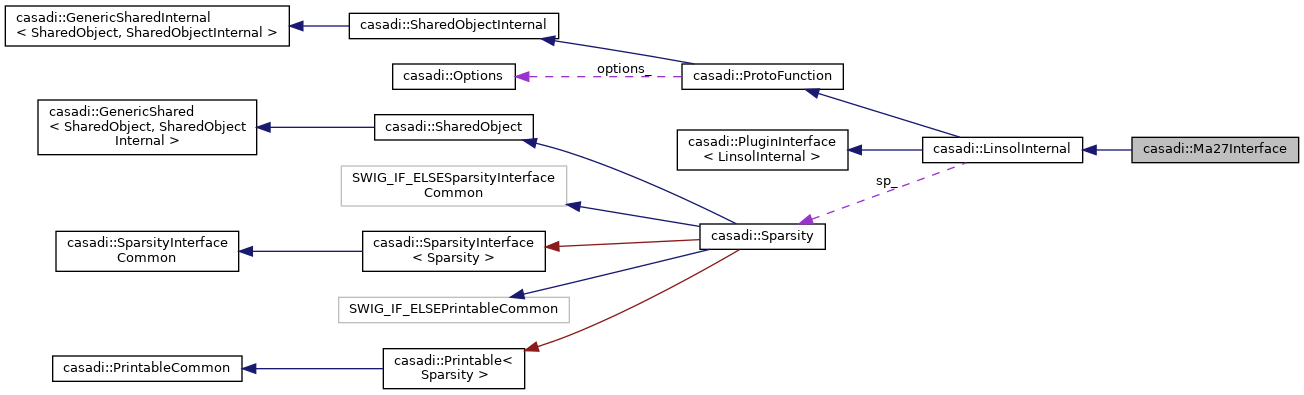 casadi::GenericSharedInternal
< SharedObject, SharedObjectInternal >
casadi::SharedObjectInternal
casadi::Options
options_
casadi::ProtoFunction
casadi::GenericShared
< SharedObject, SharedObject
Internal >
casadi::SharedObject
casadi::PluginInterface
< LinsolInternal >
casadi::LinsolInternal
casadi::Ma27Interface
SWIG_IF_ELSESparsityInterface
Common
sp_
casadi::SparsityInterface
Common
casadi::SparsityInterface
< Sparsity >
casadi::Sparsity
SWIG_IF_ELSEPrintableCommon
casadi::PrintableCommon
casadi::Printable<
Sparsity >